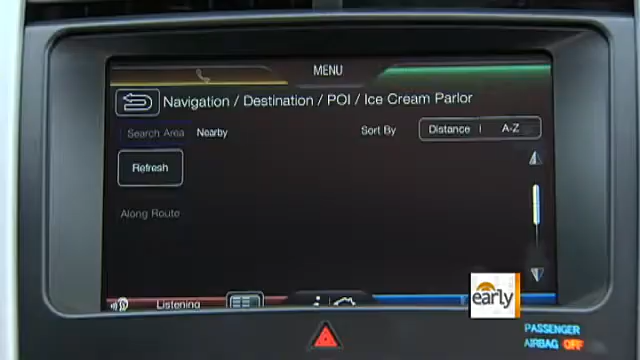 MENU
Navigation / Destination / POI / Ice Cream Parlor
Search Area Nearby Sort By Distance A-Z
Refresh
Along Route
Listening
early
PASSENGER
AIRBAG OFF